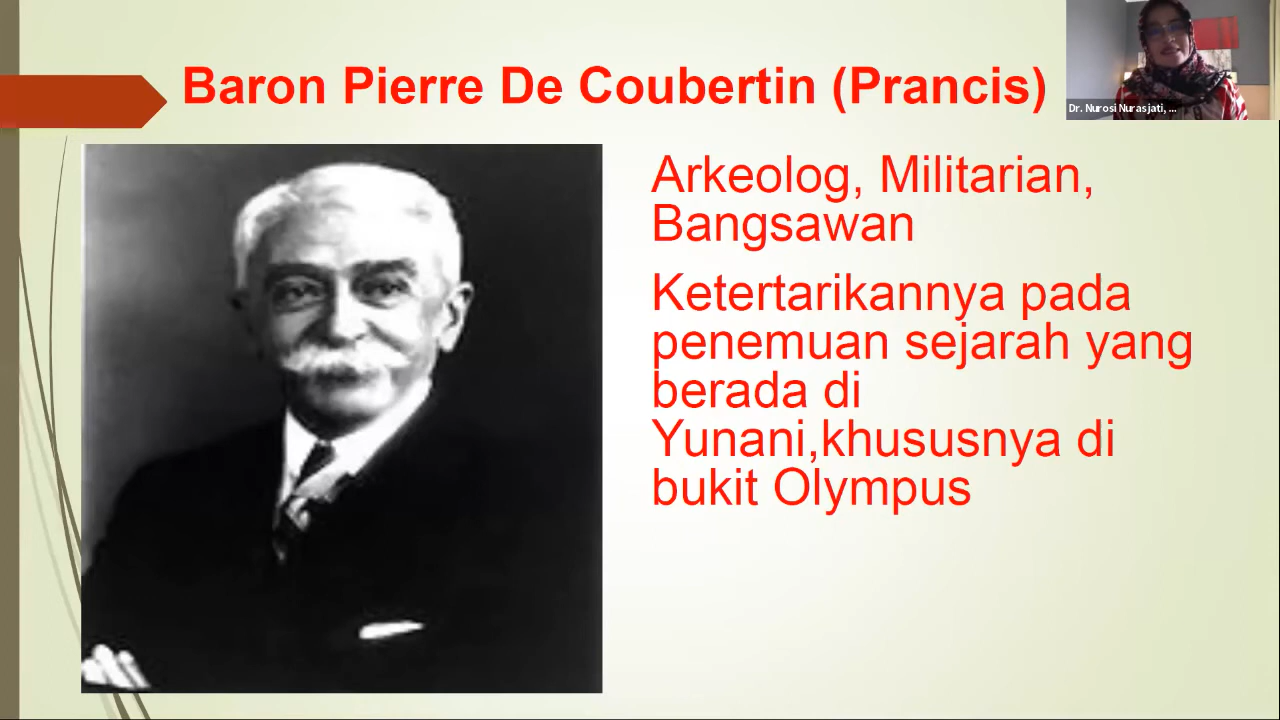 Baron Pierre De Coubertin (Prancis)
Dr. Nurosi Nurasjati, ...
Arkeolog, Militarian,
Bangsawan
Ketertarikannya pada
penemuan sejarah yang
berada di
Yunani,khususnya di
bukit Olympus